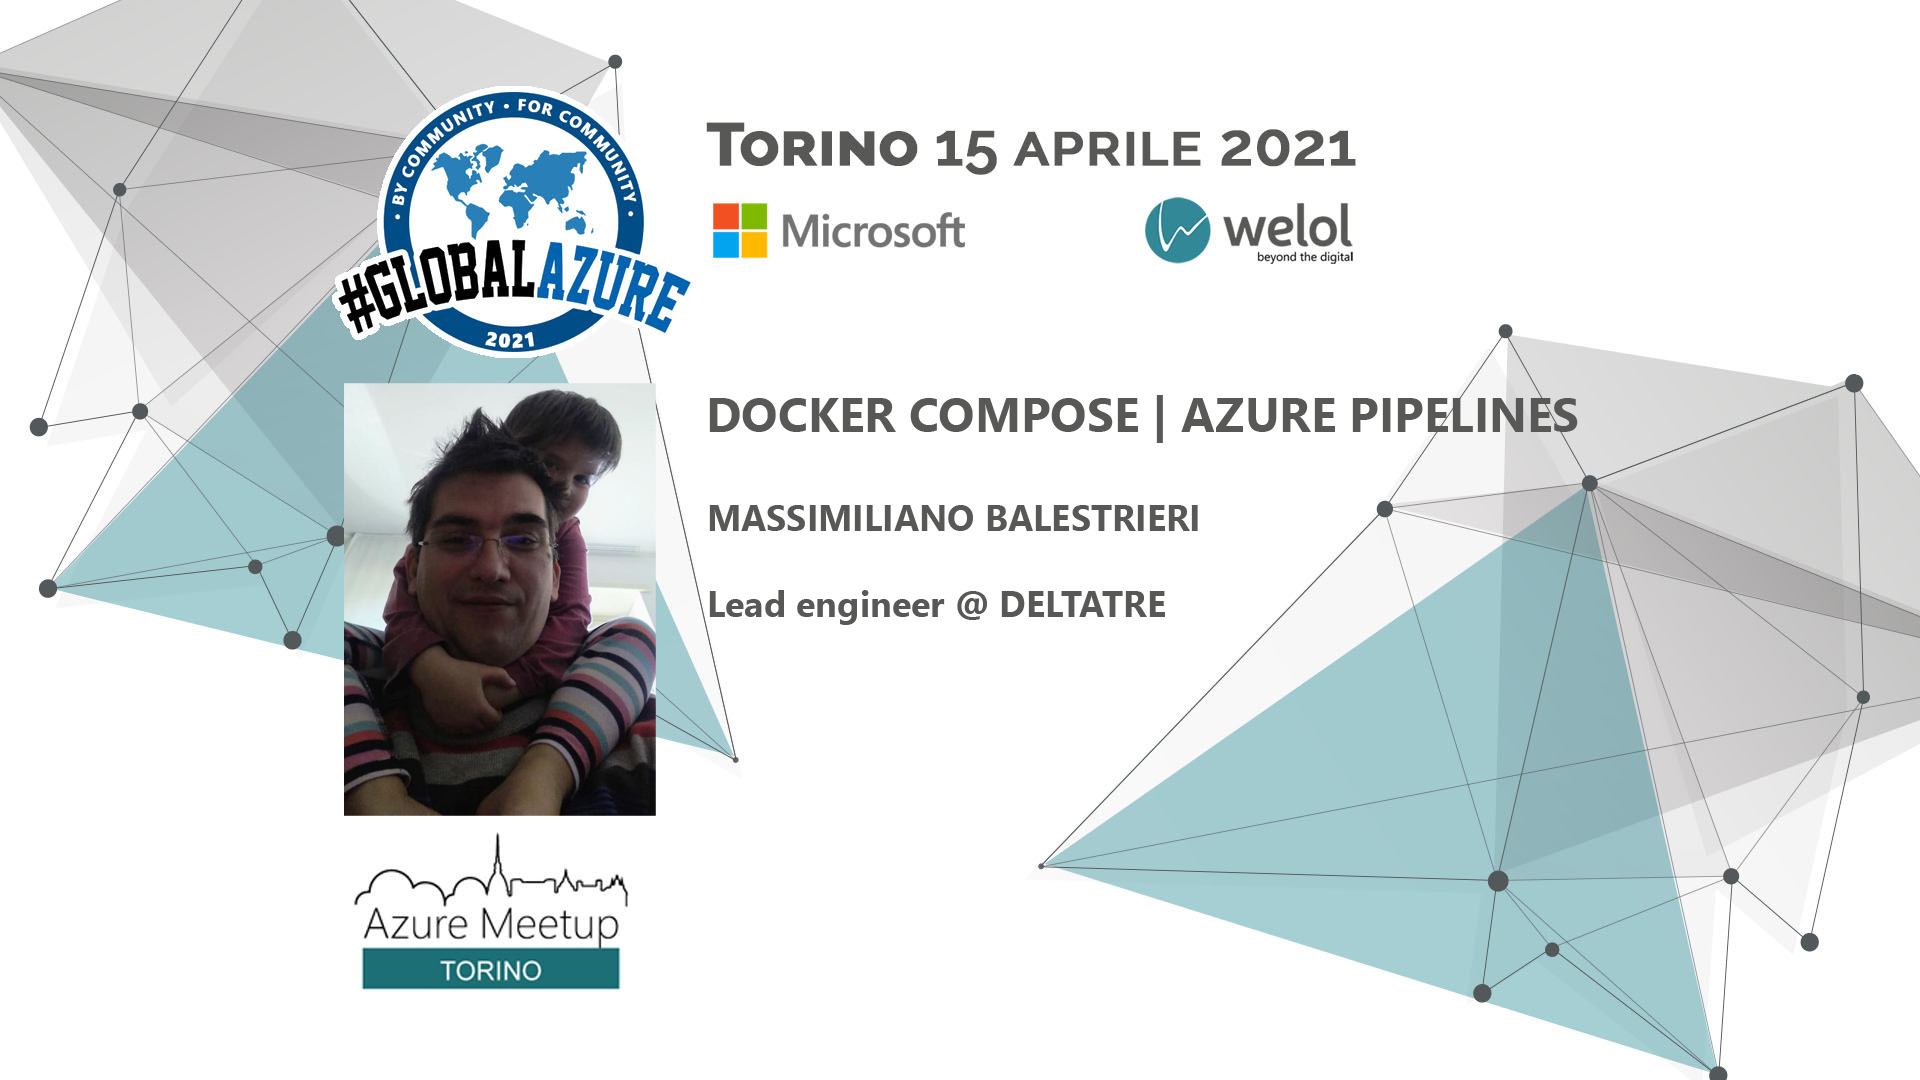 · BY COMMUNITY · FOR COMMUNITY ·
#GLOBALAZURE
2021
TORINO 15 APRILE 2021
Microsoft
welol
beyond the digital
DOCKER COMPOSE | AZURE PIPELINES
MASSIMILIANO BALESTRIERI
Lead engineer @ DELTATRE
Azure Meetup
TORINO